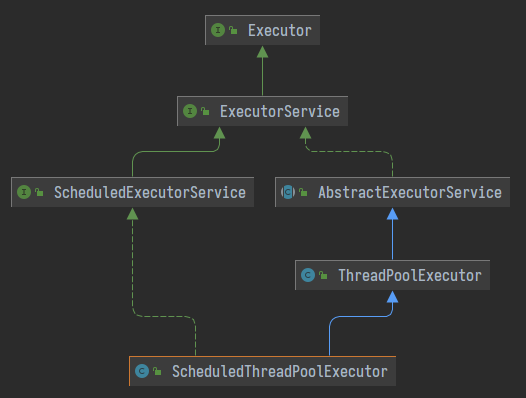 Executor
ExecutorService
ScheduledExecutorService
AbstractExecutorService
ThreadPoolExecutor
ScheduledThreadPoolExecutor